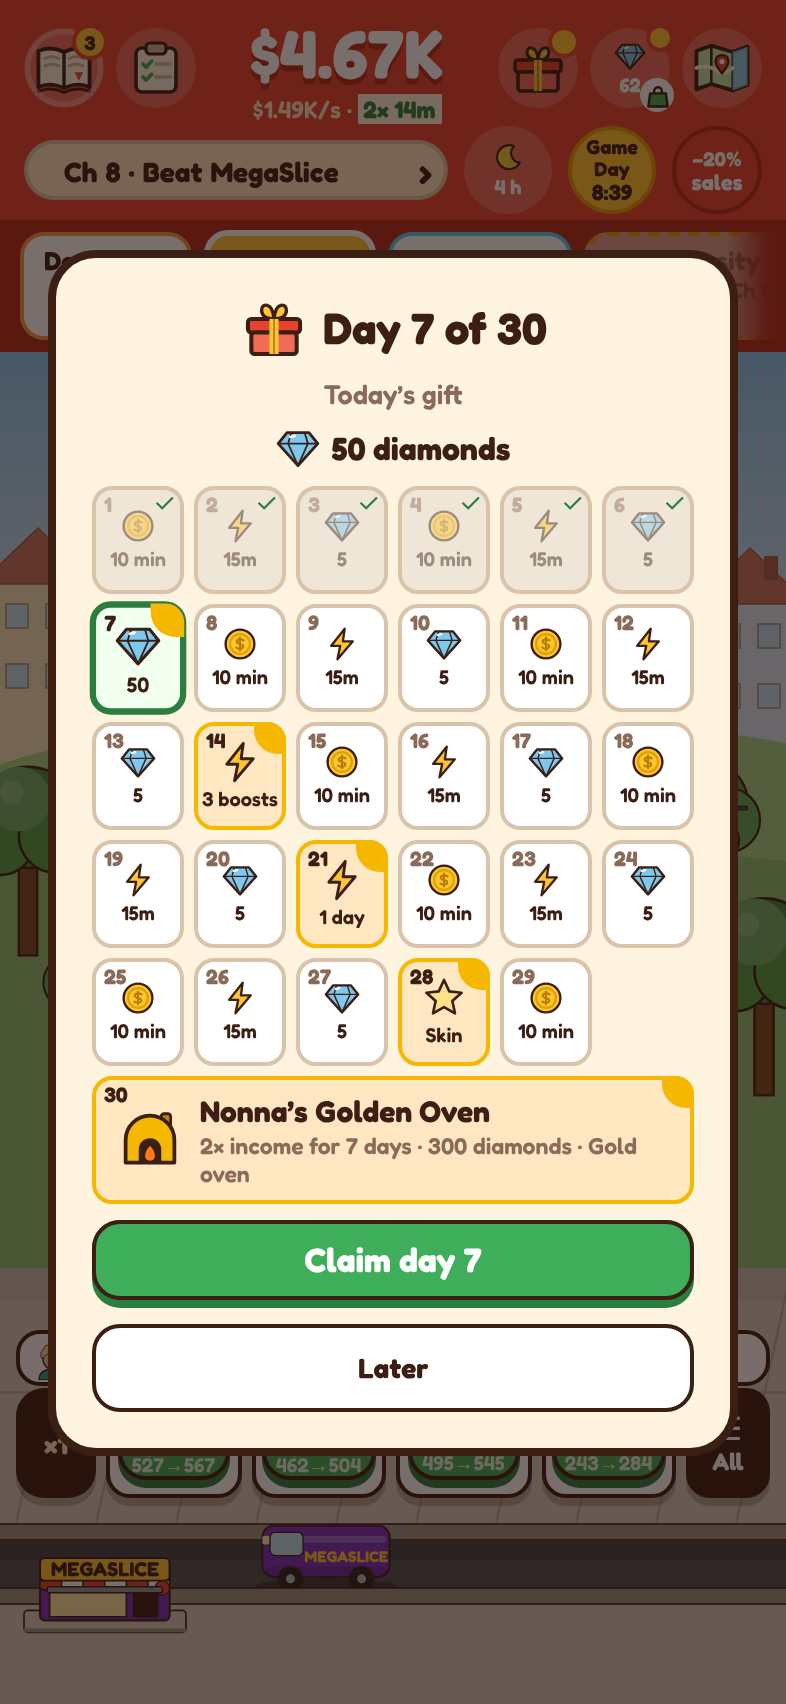 3
$4.67K
$1.49K/s · 2× 14m
62
Ch 8 · Beat MegaSlice
4 h
Game
Day
8:39
−20%
sales
Day 7 of 30
Today's gift
50 diamonds
1
10 min
2
15m
3
5
4
10 min
5
15m
6
5
7
50
8
10 min
9
15m
10
5
11
10 min
12
15m
13
5
14
3 boosts
15
10 min
16
15m
17
5
18
10 min
19
15m
20
5
21
1 day
22
10 min
23
15m
24
5
25
10 min
26
15m
27
5
28
Skin
29
10 min
30
Nonna's Golden Oven
2× income for 7 days · 300 diamonds · Gold
oven
Claim day 7
Later
527→567
462→504
495→545
243→284
All
MEGASLICE
MEGASLICE